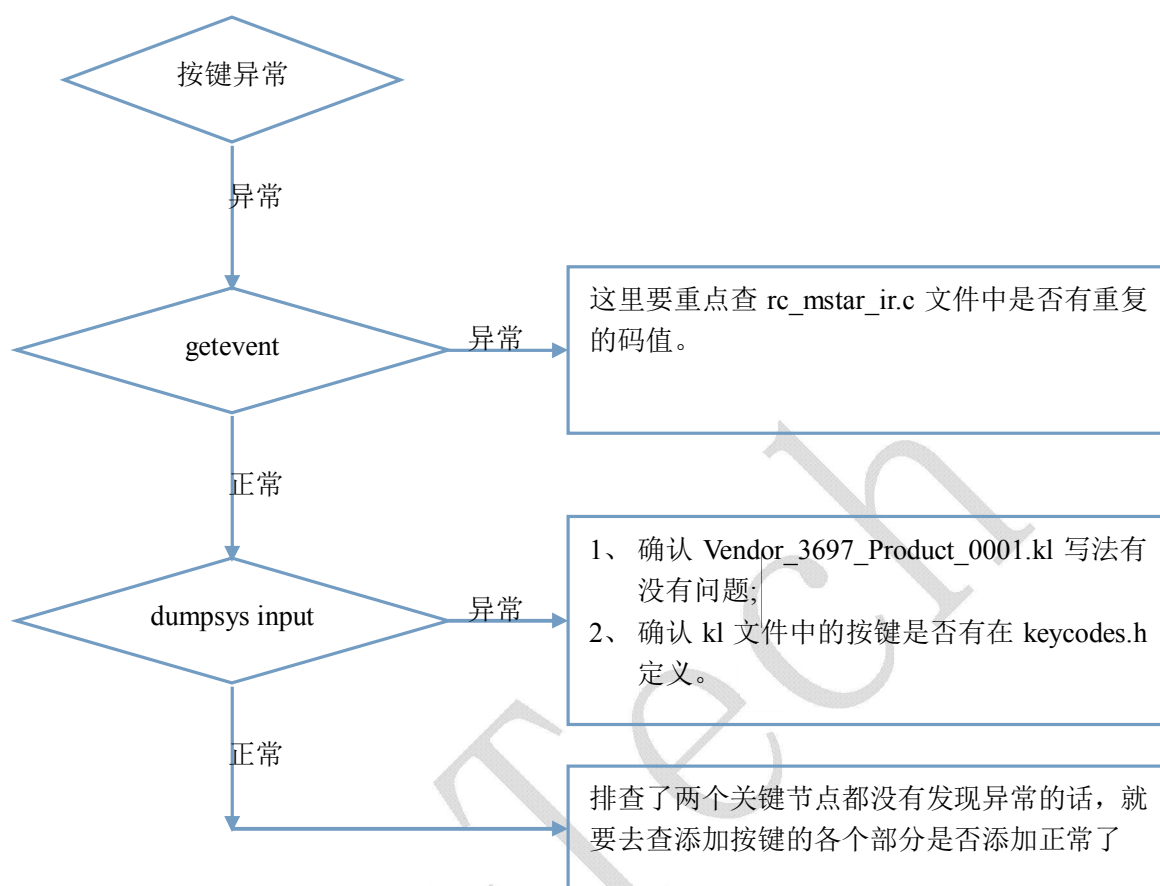 按键异常
异常
getevent
异常
这里要重点查 rc_mstar_ir.c 文件中是否有重复
的码值。
正常
dumpsys input
异常
1、 确认 Vendor_3697_Product_0001.kl 写法有
没有问题;
2、 确认 kl 文件中的按键是否有在 keycodes.h
定义。
正常
排查了两个关键节点都没有发现异常的话，就
要去查添加按键的各个部分是否添加正常了
Tech